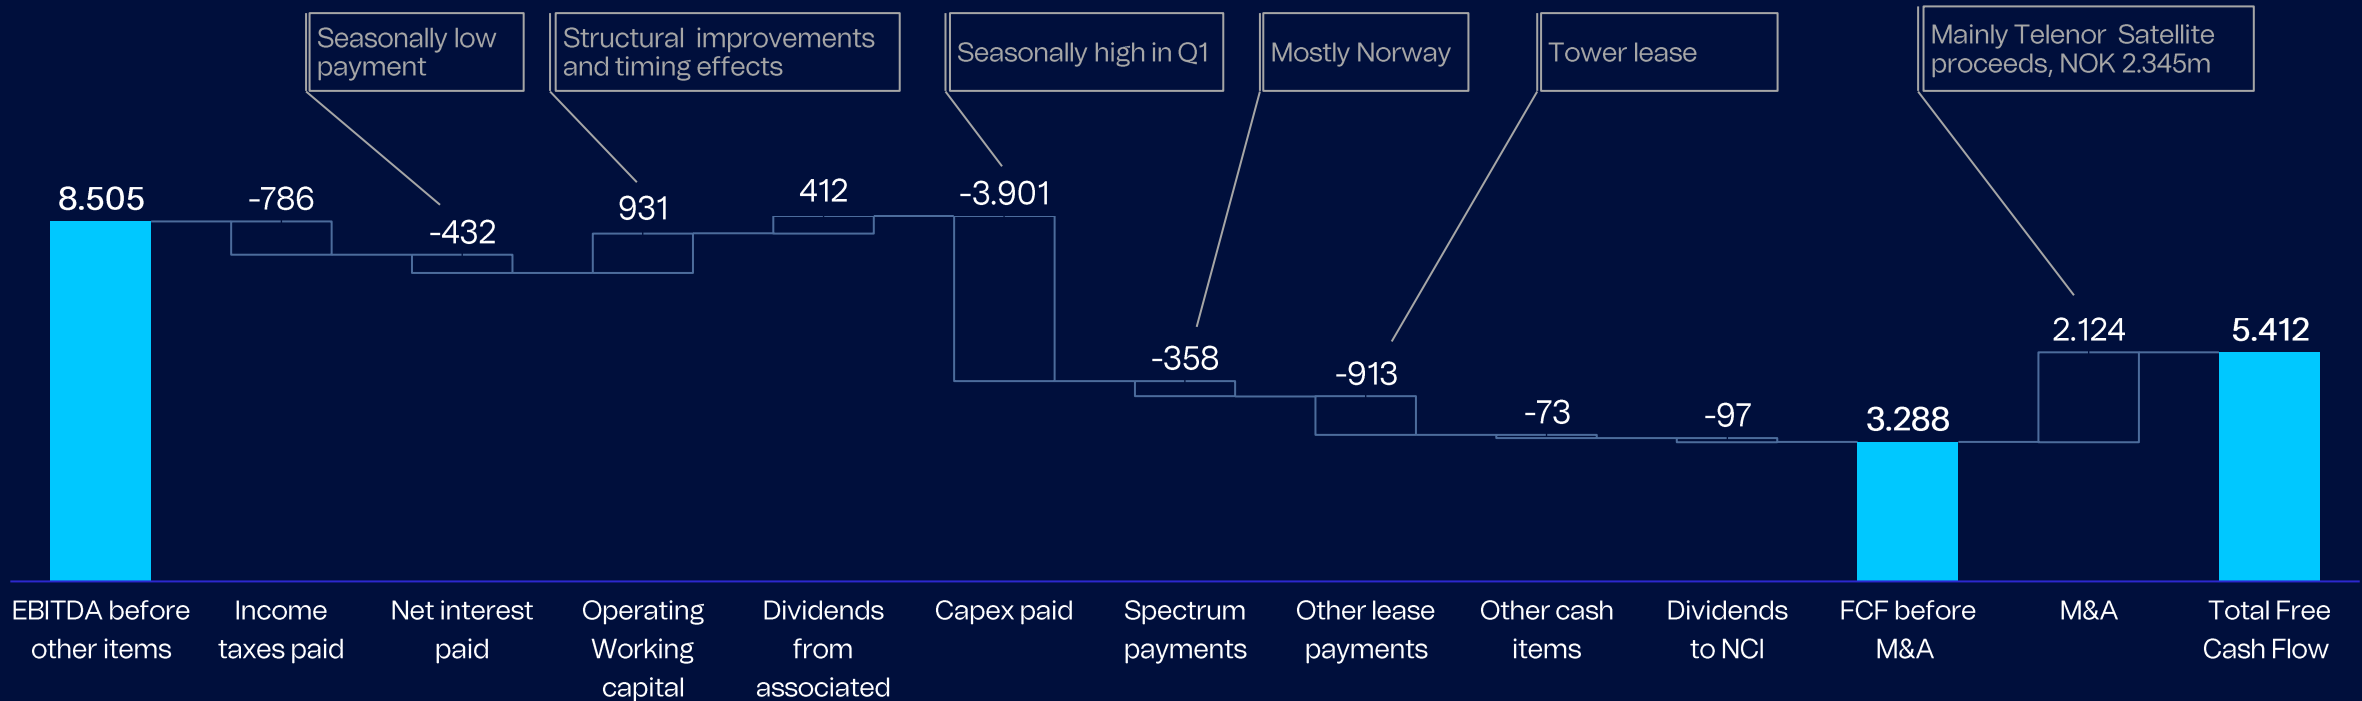 Seasonally low
payment
Structural improvements
and timing effects
Seasonally high in Q1
Mostly Norway
Tower lease
Mainly Telenor Satellite
proceeds, NOK 2.345m
8.505
-786
-432
931
412
-3.901
-358
-913
-73
-97
3.288
2.124
5.412
EBITDA before
other items
Income
taxes paid
Net interest
paid
Operating
Working
capital
Dividends
from
associated
Capex paid
Spectrum
payments
Other lease
payments
Other cash
items
Dividends
to NCI
FCF before
M&A
M&A
Total Free
Cash Flow